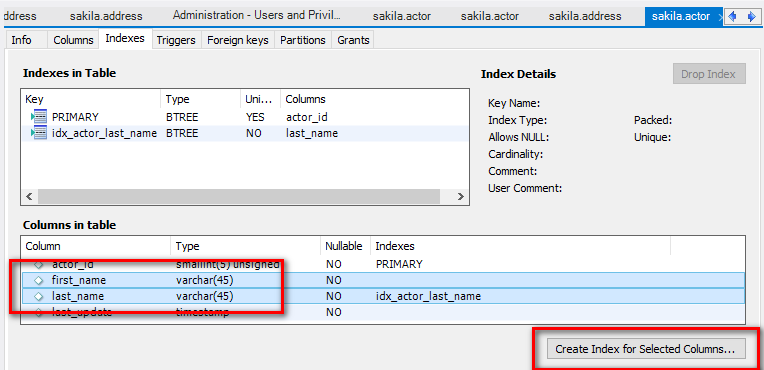 ddress sakila.address Administration - Users and Privil... sakila.actor sakila.actor sakila.address sakila.actor
Info Columns Indexes Triggers Foreign keys Partitions Grants
Indexes in Table
Key Type Uni... Columns
PRIMARY BTREE YES actor_id
idx_actor_last_name BTREE NO last_name
Index Details
Drop Index
Key Name:
Index Type: Packed:
Allows NULL: Unique:
Cardinality:
Comment:
User Comment:
Columns in table
Column Type Nullable Indexes
actor_id smallint(5) unsigned NO PRIMARY
first_name varchar(45) NO
last_name varchar(45) NO idx_actor_last_name
last_update timestamp NO
Create Index for Selected Columns...